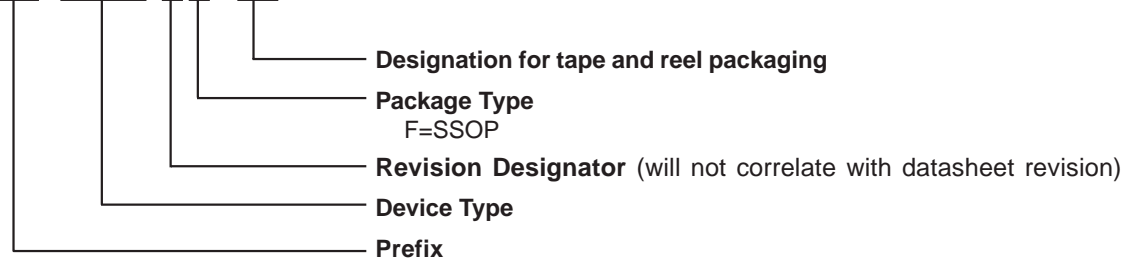 Designation for tape and reel packaging
Package Type
F=SSOP
Revision Designator (will not correlate with datasheet revision)
Device Type
Prefix